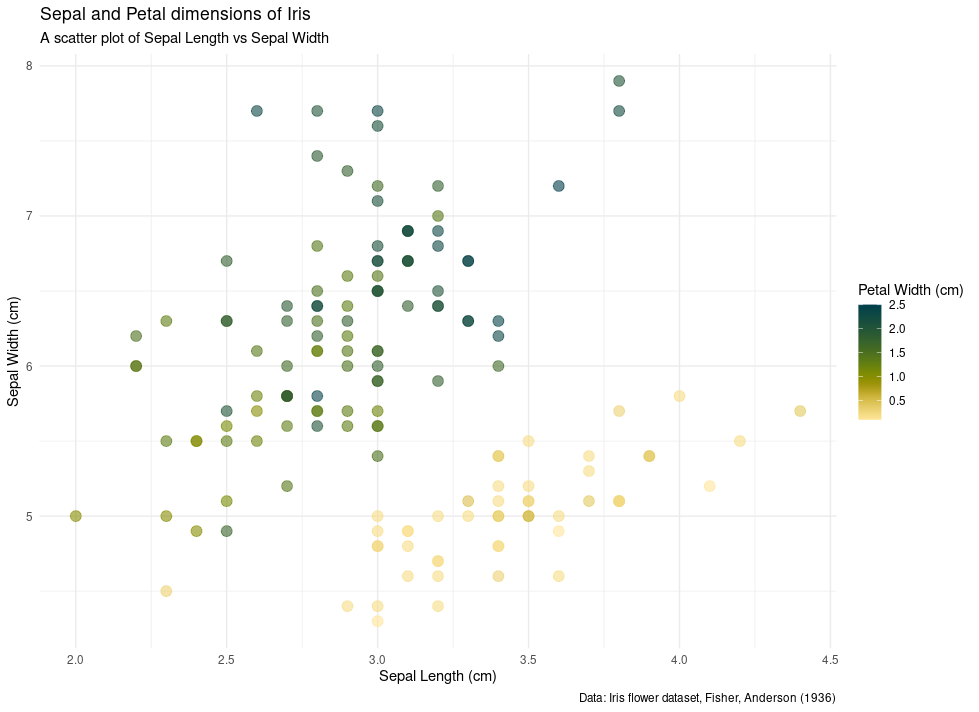 Sepal and Petal dimensions of Iris
A scatter plot of Sepal Length vs Sepal Width
8
7
6
5
Sepal Width (cm)
2.0 2.5 3.0 3.5 4.0 4.5
Sepal Length (cm)
Petal Width (cm)
2.5
2.0
1.5
1.0
0.5
Data: Iris flower dataset, Fisher, Anderson (1936)